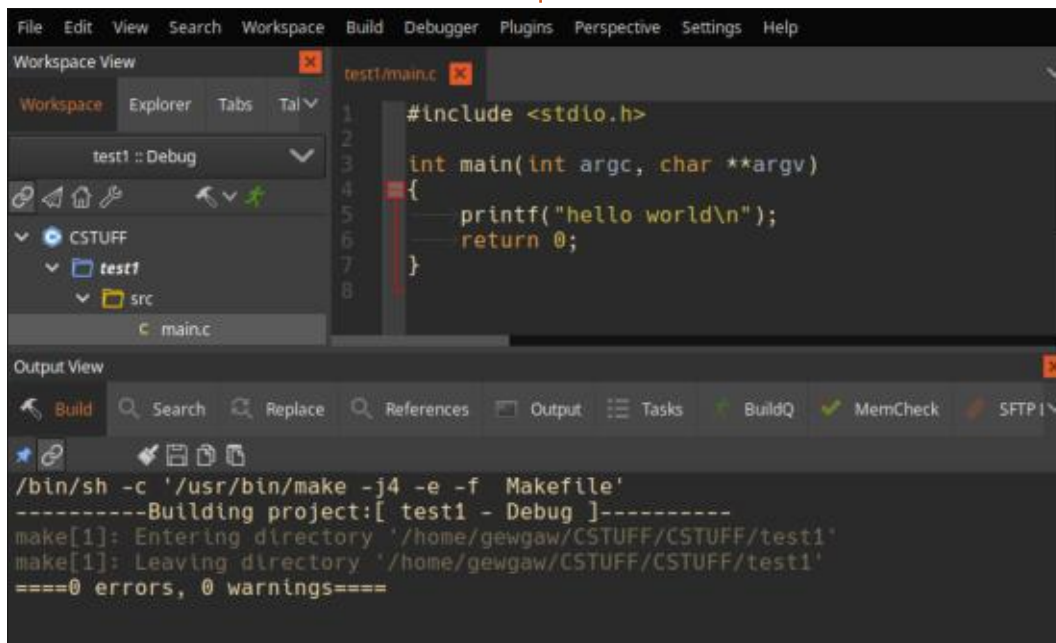 File Edit View Search Workspace Build Debugger Plugins Perspective Settings Help
Workspace View
Workspace Explorer Tabs Tal
test1 :: Debug
CSTUFF
test1
src
main.c
test1/main.c
1 #include <stdio.h>
2
3 int main(int argc, char **argv)
4 {
5 printf("hello world\n");
6 return 0;
7 }
8
Output View
Build Search Replace References Output Tasks BuildQ MemCheck SFTP
/bin/sh -c '/usr/bin/make -j4 -e -f  Makefile'
----------Building project:[ test1 - Debug ]----------
make[1]: Entering directory '/home/gewgaw/CSTUFF/CSTUFF/test1'
make[1]: Leaving directory '/home/gewgaw/CSTUFF/CSTUFF/test1'
====0 errors, 0 warnings====